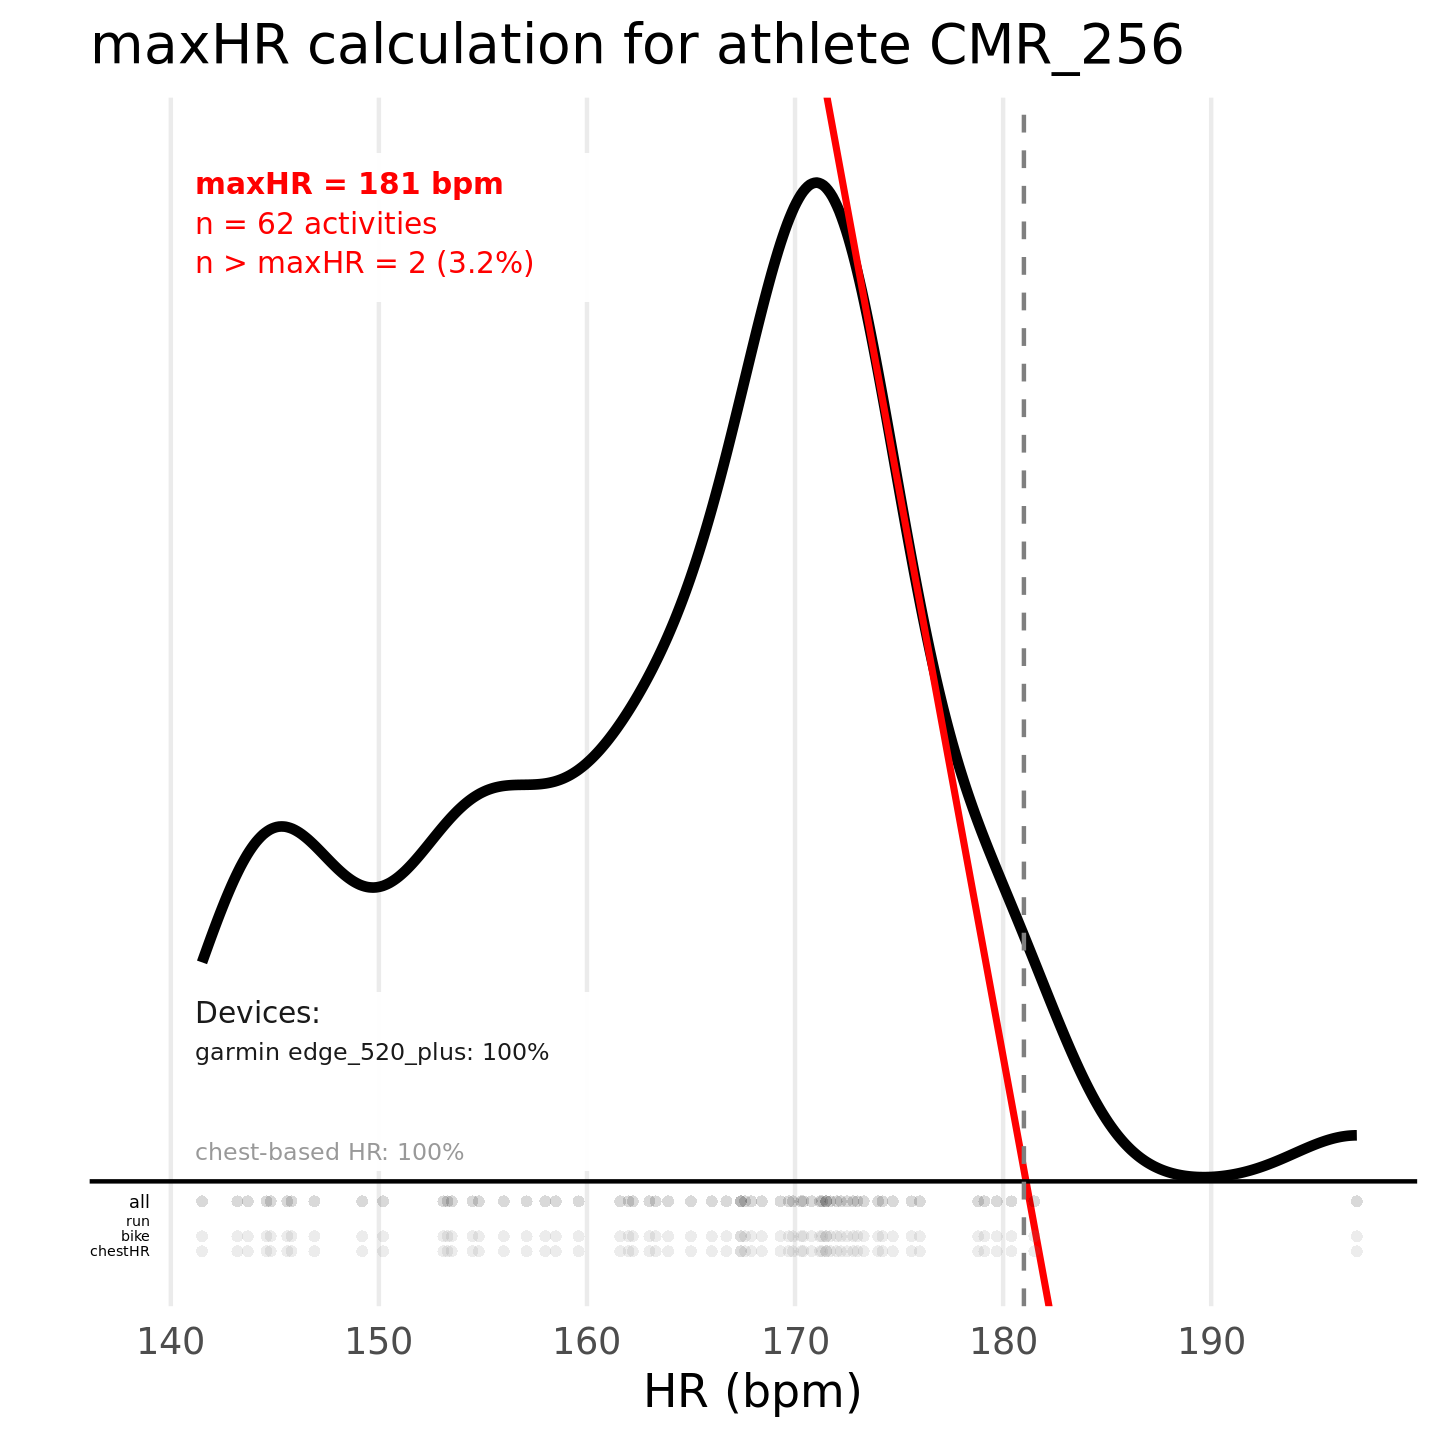 maxHR calculation for athlete CMR_256
maxHR = 181 bpm
n = 62 activities
n > maxHR = 2 (3.2%)
Devices:
garmin edge_520_plus: 100%
chest-based HR: 100%
all
run
bike
chestHR
140 150 160 170 180 190
HR (bpm)